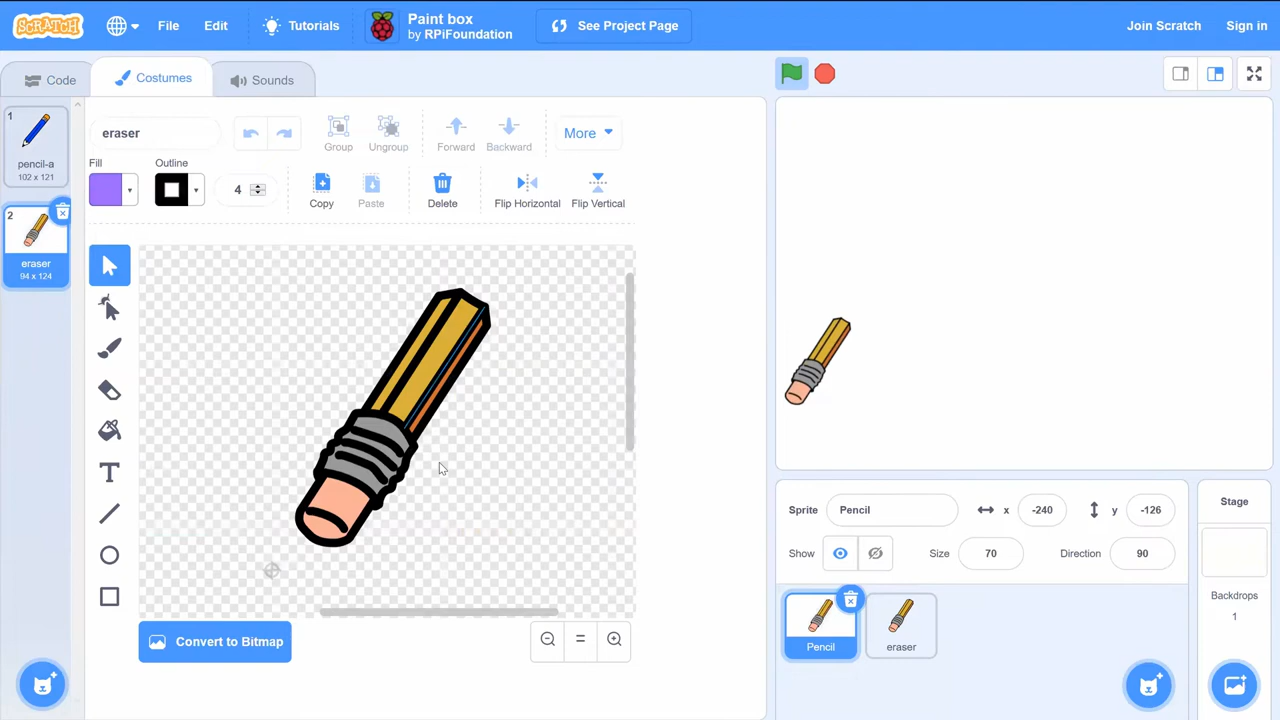 SCRATCH
File
Edit
Tutorials
Paint box
by RPiFoundation
See Project Page
Join Scratch
Sign in
Code
Costumes
Sounds
1
pencil-a
102 x 121
2
eraser
94 x 124
eraser
Group
Ungroup
Forward
Backward
More
Fill
Outline
4
Copy
Paste
Delete
Flip Horizontal
Flip Vertical
T
Convert to Bitmap
Sprite
Pencil
x
-240
y
-126
Show
Size
70
Direction
90
Pencil
eraser
Stage
Backdrops
1